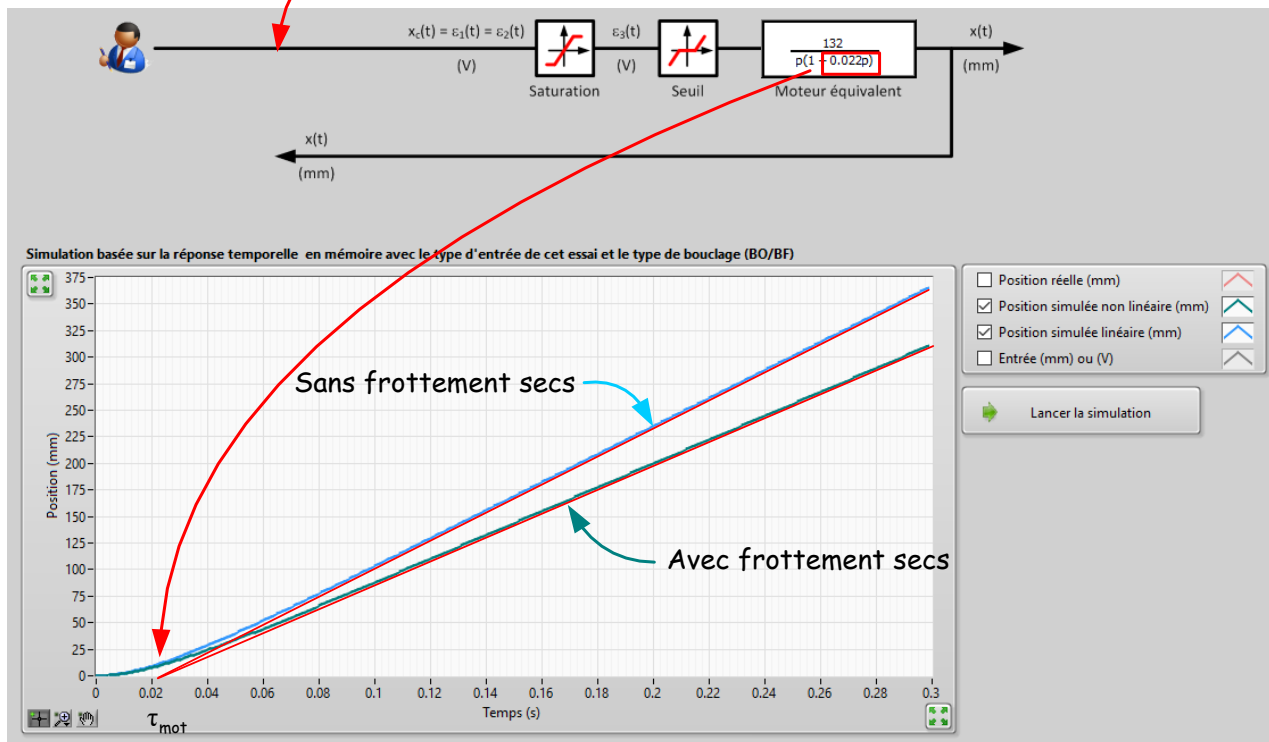 x_c(t) = ε₁(t) = ε₂(t)
(V)
Saturation
ε₃(t)
(V)
Seuil
132
p(1 + 0.022p)
Moteur équivalent
x(t)
(mm)
x(t)
(mm)
Simulation basée sur la réponse temporelle en mémoire avec le type d'entrée de cet essai et le type de bouclage (BO/BF)
375
350
325
300
275
250
225
200
175
150
125
100
75
50
25
0
Position (mm)
Sans frottement secs
Avec frottement secs
0 0.02 0.04 0.06 0.08 0.1 0.12 0.14 0.16 0.18 0.2 0.22 0.24 0.26 0.28 0.3
Temps (s)
τ_mot
Position réelle (mm)
Position simulée non linéaire (mm)
Position simulée linéaire (mm)
Entrée (mm) ou (V)
Lancer la simulation